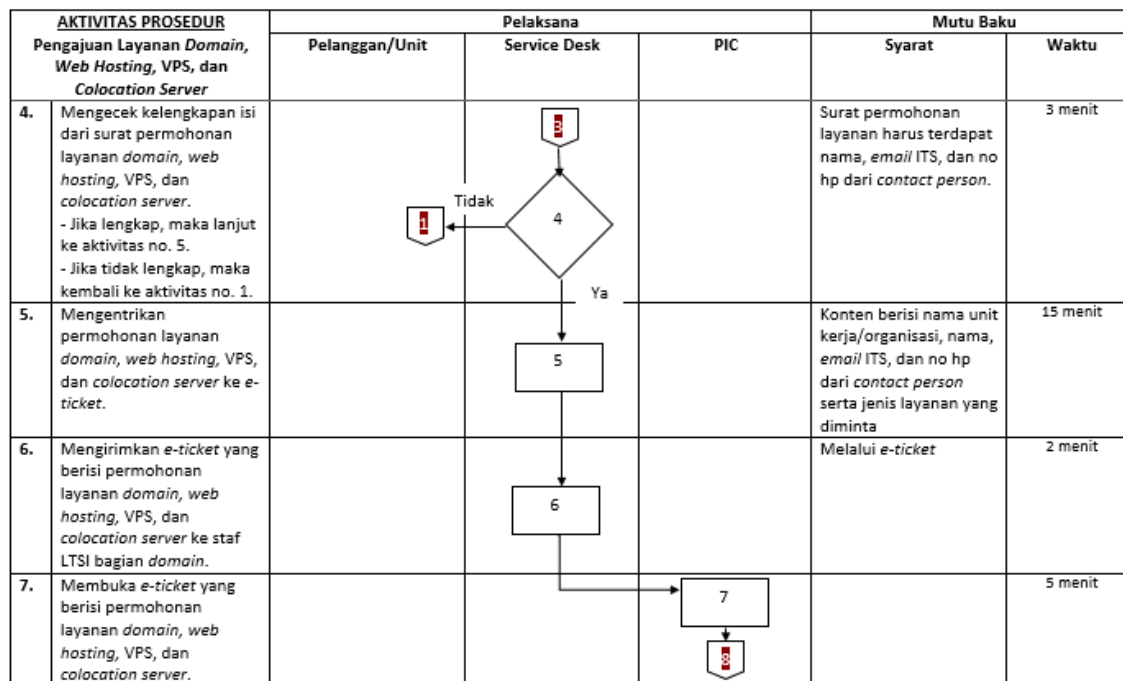 AKTIVITAS PROSEDUR
Pengajuan Layanan Domain,
Web Hosting, VPS, dan
Colocation Server
Pelaksana
Mutu Baku
Pelanggan/Unit
Service Desk
PIC
Syarat
Waktu
4.
Mengecek kelengkapan isi
dari surat permohonan
layanan domain, web
hosting, VPS, dan
colocation server.
- Jika lengkap, maka lanjut
ke aktivitas no. 5.
- Jika tidak lengkap, maka
kembali ke aktivitas no. 1.
1
Tidak
3
4
Ya
Surat permohonan
layanan harus terdapat
nama, email ITS, dan no
hp dari contact person.
3 menit
5.
Mengentrikan
permohonan layanan
domain, web hosting, VPS,
dan colocation server ke e-
ticket.
5
Konten berisi nama unit
kerja/organisasi, nama,
email ITS, dan no hp
dari contact person
serta jenis layanan yang
diminta
15 menit
6.
Mengirimkan e-ticket yang
berisi permohonan
layanan domain, web
hosting, VPS, dan
colocation server ke staf
LTSI bagian domain.
6
Melalui e-ticket
2 menit
7.
Membuka e-ticket yang
berisi permohonan
layanan domain, web
hosting, VPS, dan
colocation server.
7
8
5 menit